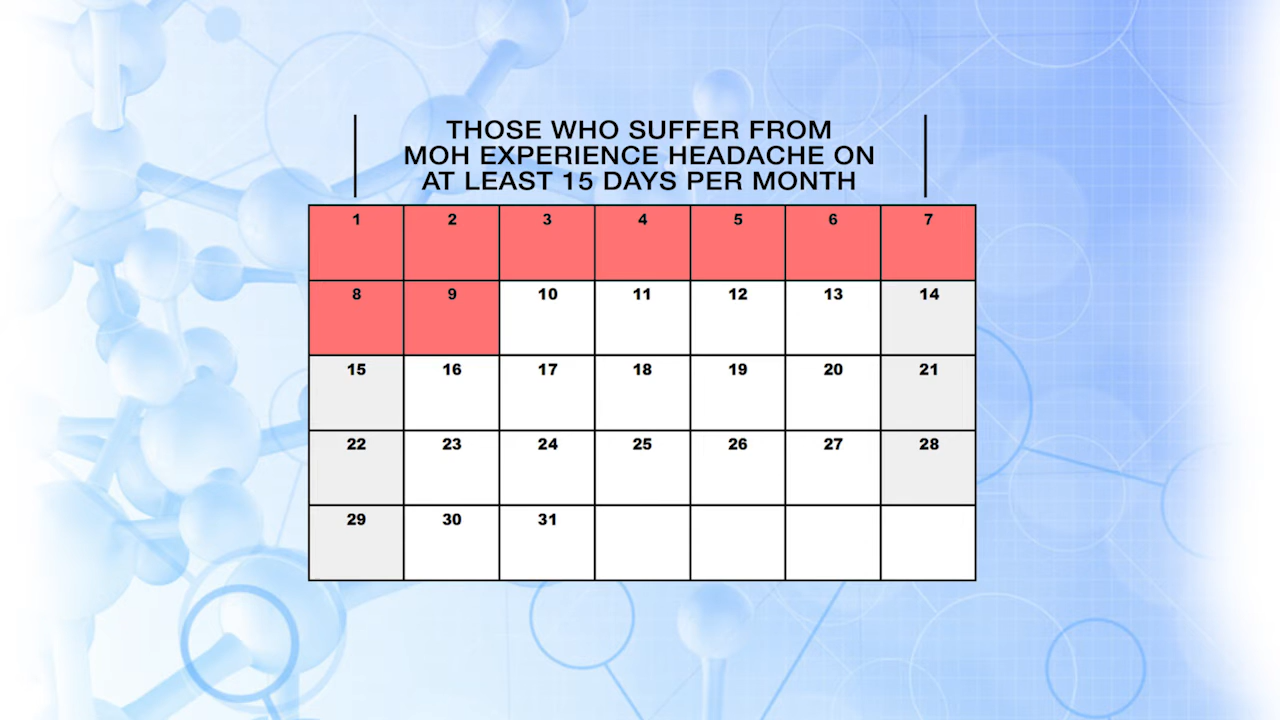 THOSE WHO SUFFER FROM
MOH EXPERIENCE HEADACHE ON
AT LEAST 15 DAYS PER MONTH
1 2 3 4 5 6 7
8 9 10 11 12 13 14
15 16 17 18 19 20 21
22 23 24 25 26 27 28
29 30 31